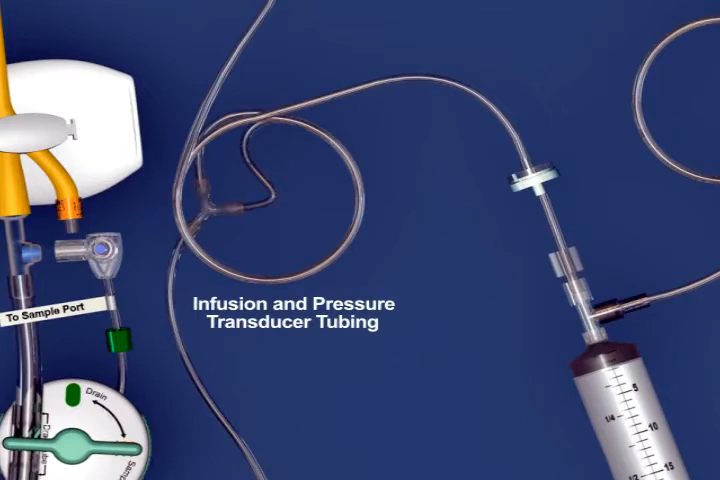 To Sample Port
Infusion and Pressure
Transducer Tubing
Drain
5
1/4
10
1/2
15